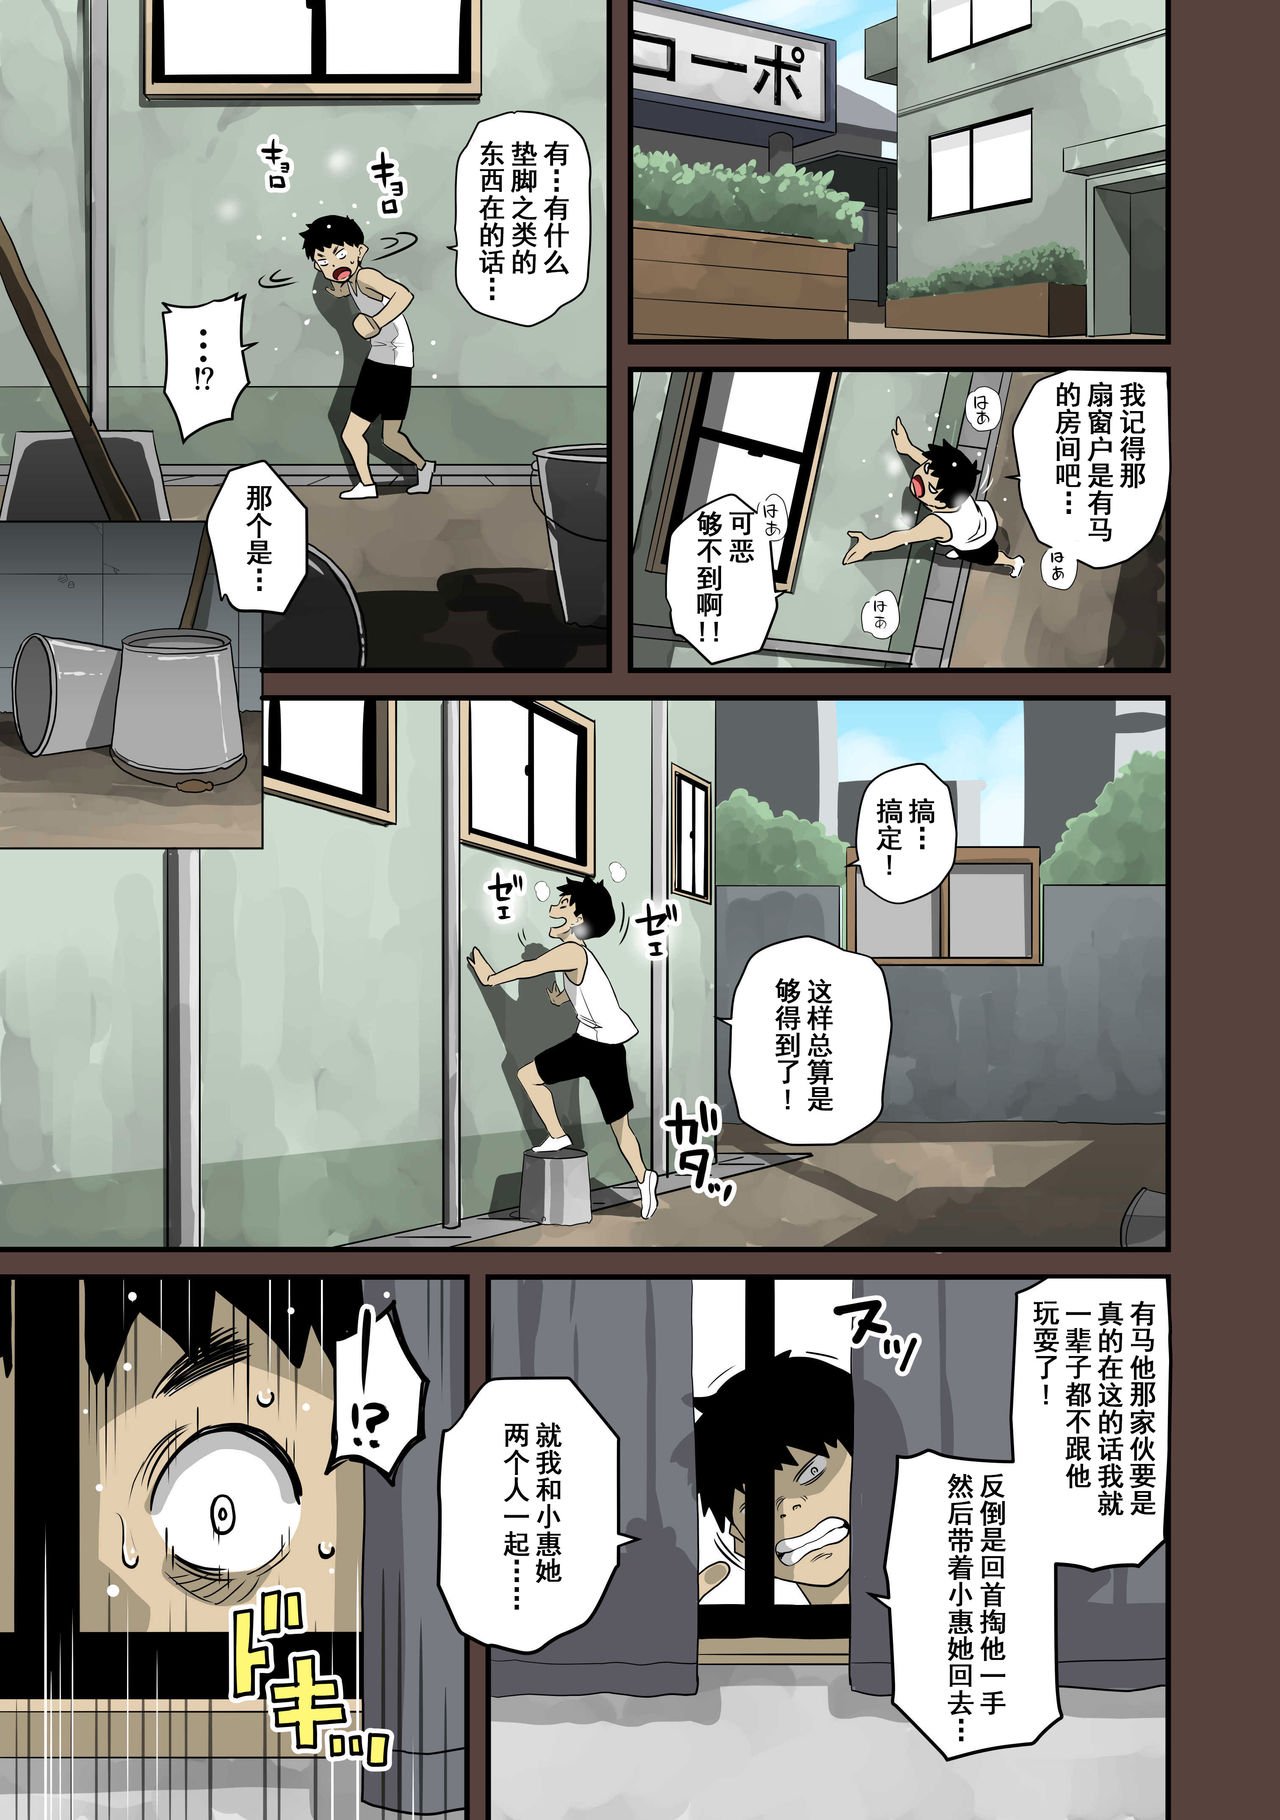 コーポ
我记得那
扇窗户是有马
的房间吧…
はぁ
はぁ
はぁ
はぁ
可恶
够不到啊!!
有…有什么
垫脚之类的
东西在的话…
キョロ
キョロ
…!?
那个是…
搞…
搞定！
这样总算是
够得到了！
ゼェ
ゼェ
ガタッ
有马他那家伙要是
真的在这的话我就
一辈子都不跟他
玩耍了！
反倒是回首掏他一手
然后带着小惠她回去…
ヌッ
就我和小惠她
两个人一起……
!?
ドキッ